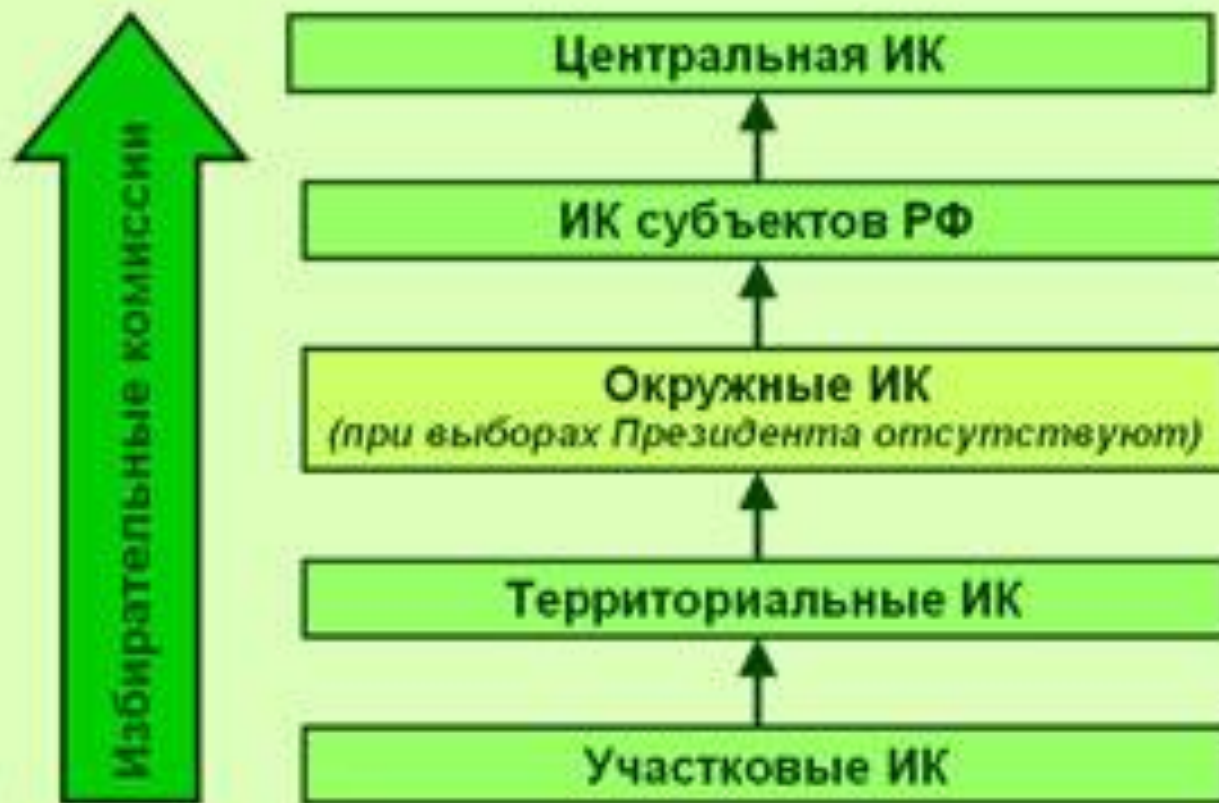 Избирательные комиссии
Центральная ИК
ИК субъектов РФ
Окружные ИК
(при выборах Президента отсутствуют)
Территориальные ИК
Участковые ИК